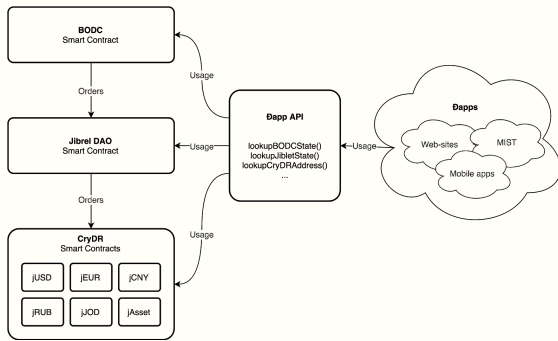 BODC
Smart Contract
Usage
Orders
Đapp API
lookupBODCState()
lookupJibletState()
lookupCryDRAddress()
...
Đapps
Web-sites
MIST
Mobile apps
Jibrel DAO
Smart Contract
Usage
Usage
Orders
Usage
CryDR
Smart Contracts
jUSD
jEUR
jCNY
jRUB
jJOD
jAsset